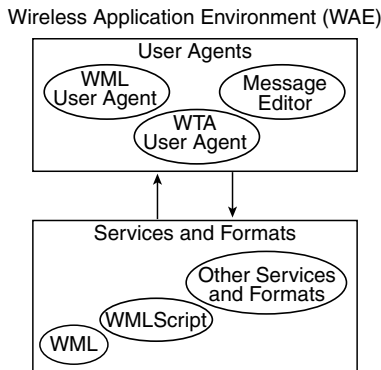 Wireless Application Environment (WAE)
User Agents
WML
User Agent
Message
Editor
WTA
User Agent
Services and Formats
Other Services
and Formats
WMLScript
WML